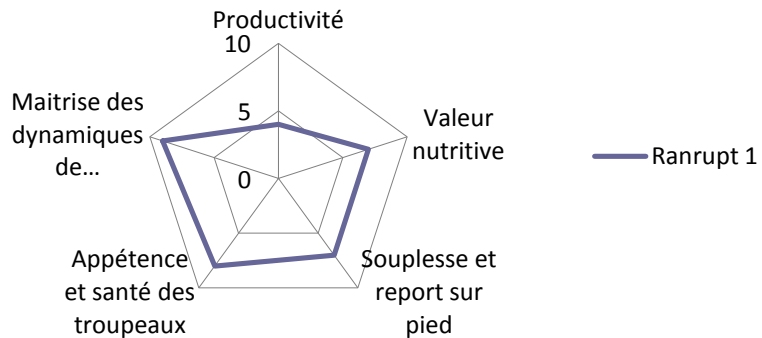 Productivité
10
5
0
Valeur
nutritive
Souplesse et
report sur
pied
Appétence
et santé des
troupeaux
Maitrise des
dynamiques
de...
Ranrupt 1